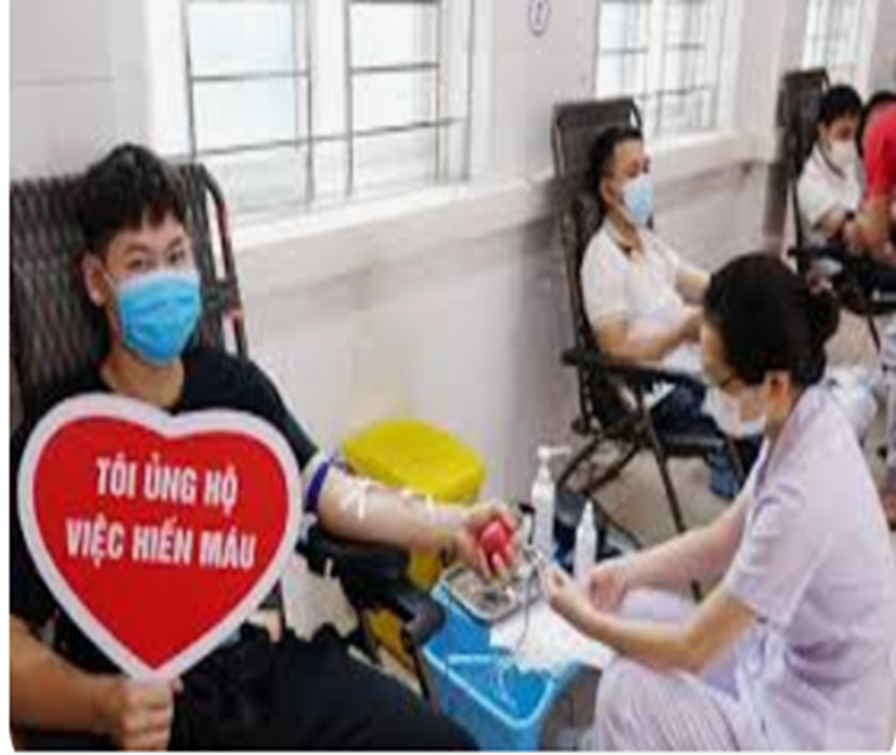 TÔI ỦNG HỘ
VIỆC HIẾN MÁU